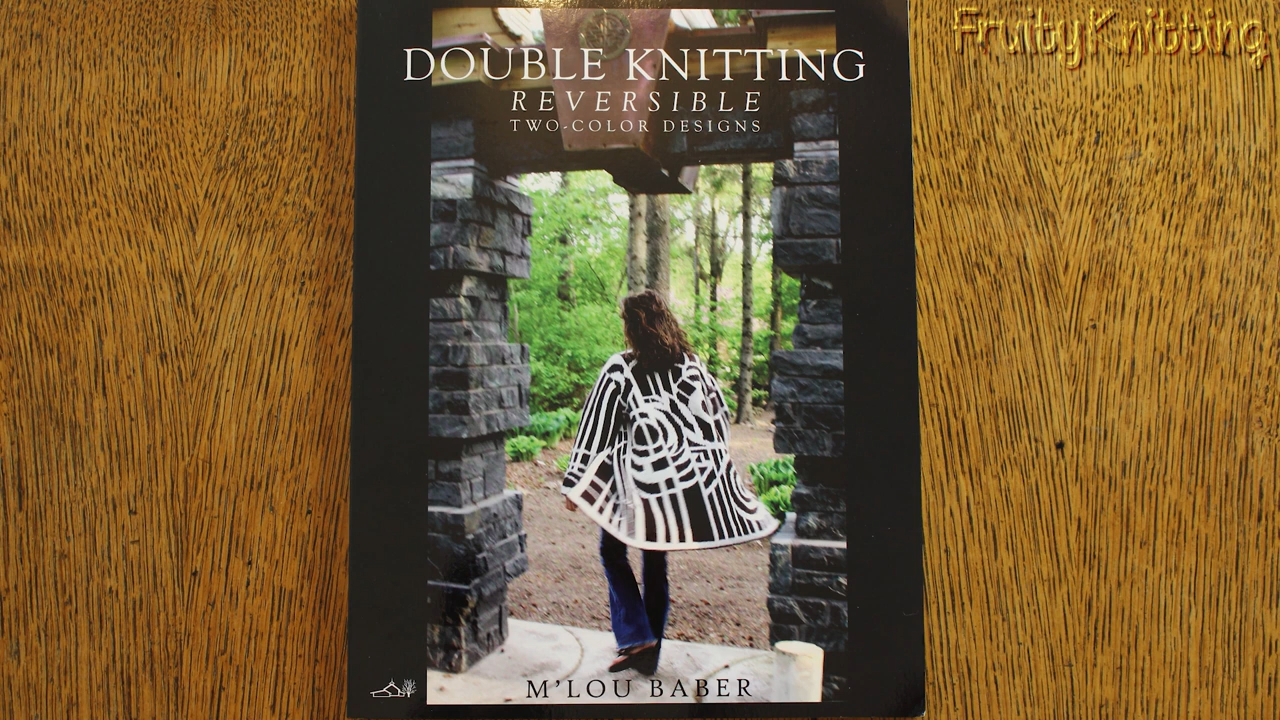 FruityKnitting
DOUBLE KNITTING
REVERSIBLE
TWO-COLOR DESIGNS
M'LOU BABER